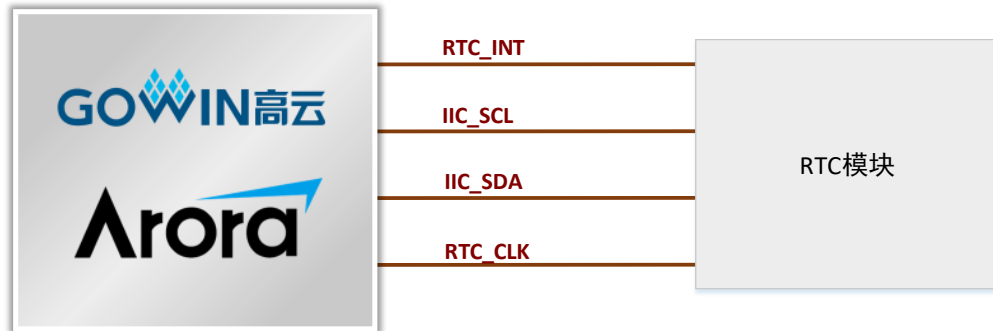 RTC_INT
GOWIN高云
IIC_SCL
RTC模块
IIC_SDA
Arora
RTC_CLK